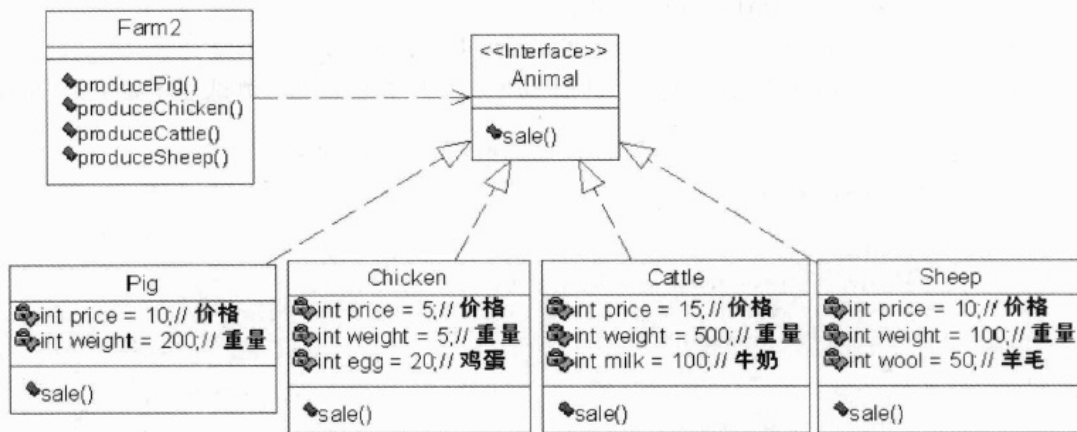 Farm2
producePig()
produceChicken()
produceCattle()
produceSheep()
<<Interface>>
Animal
sale()
Pig
int price = 10;// 价格
int weight = 200;// 重量
sale()
Chicken
int price = 5;// 价格
int weight = 5;// 重量
int egg = 20;// 鸡蛋
sale()
Cattle
int price = 15;// 价格
int weight = 500;// 重量
int milk = 100;// 牛奶
sale()
Sheep
int price = 10;// 价格
int weight = 100;// 重量
int wool = 50;// 羊毛
sale()